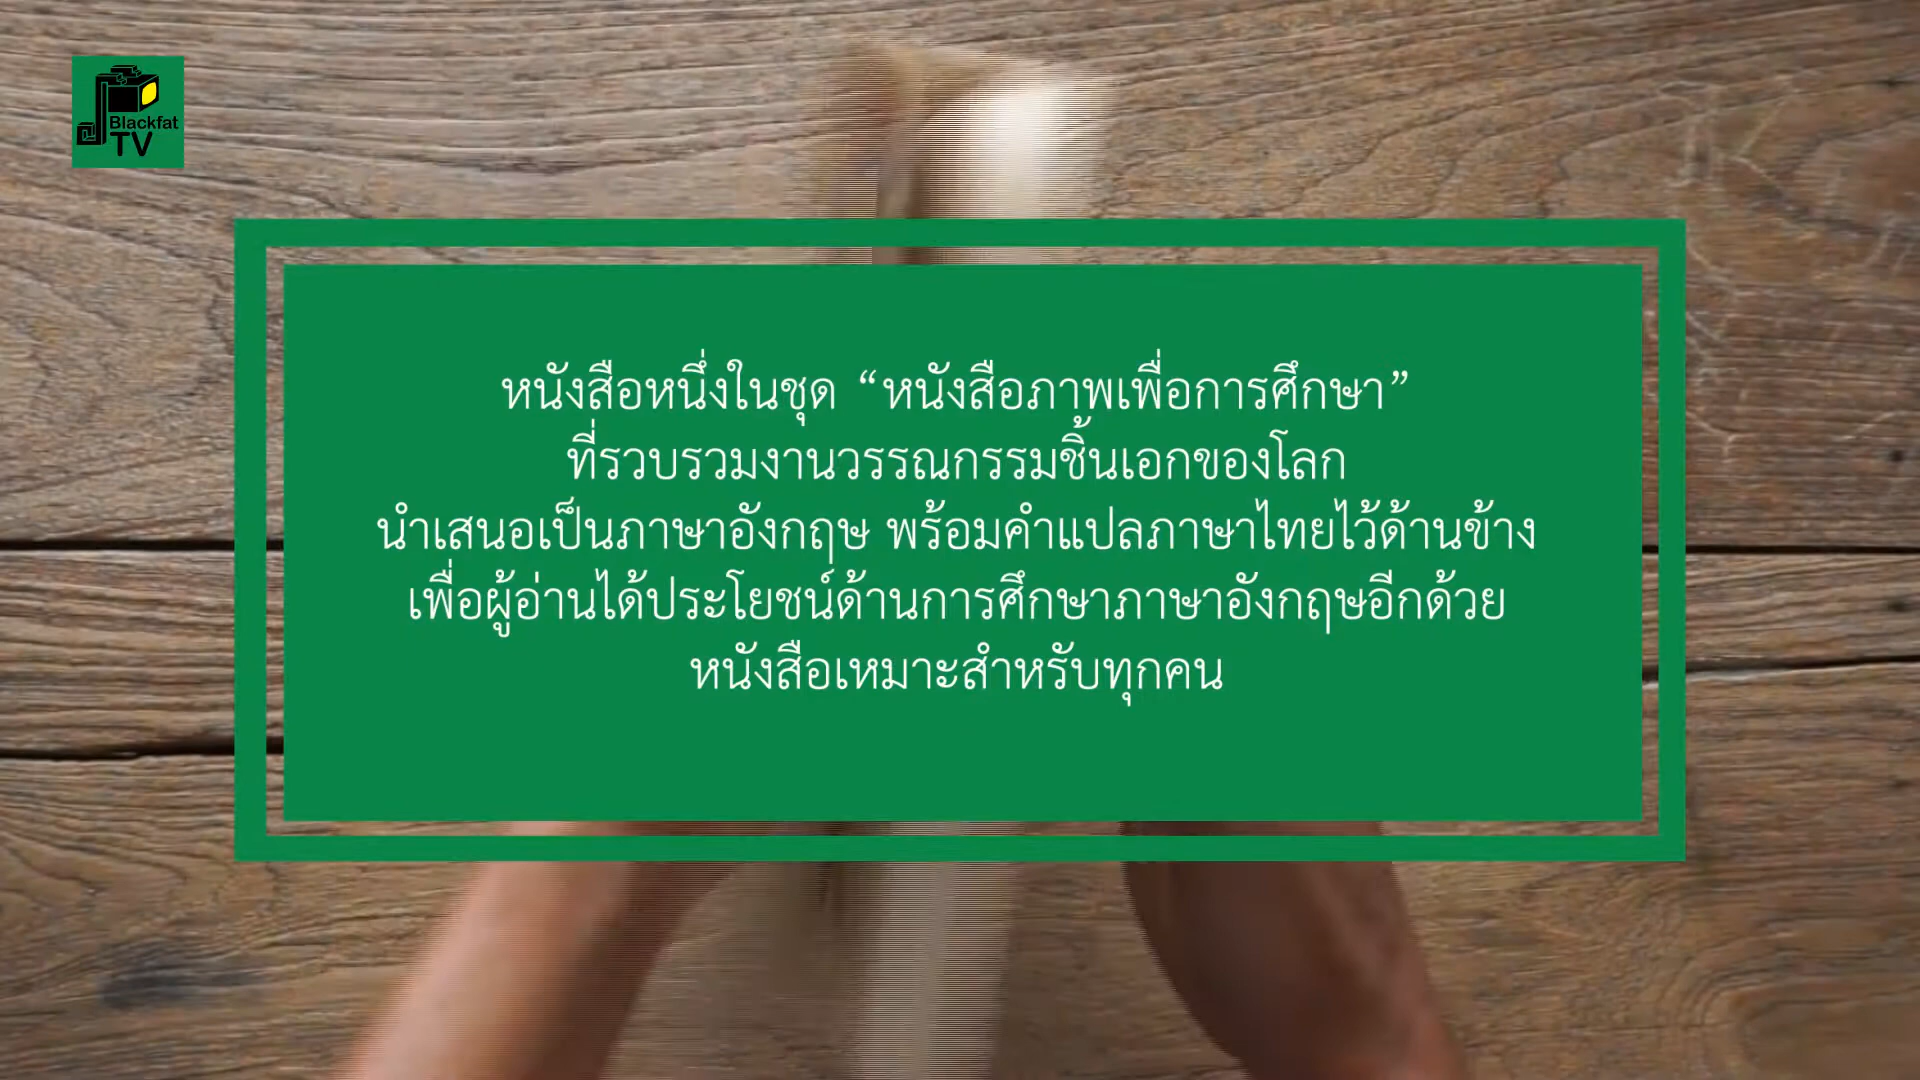 Blackfat
TV
หนังสือหนึ่งในชุด “หนังสือภาพเพื่อการศึกษา”
ที่รวบรวมงานวรรณกรรมชิ้นเอกของโลก
นำเสนอเป็นภาษาอังกฤษ พร้อมคำแปลภาษาไทยไว้ด้านข้าง
เพื่อผู้อ่านได้ประโยชน์ด้านการศึกษาภาษาอังกฤษอีกด้วย
หนังสือเหมาะสำหรับทุกคน